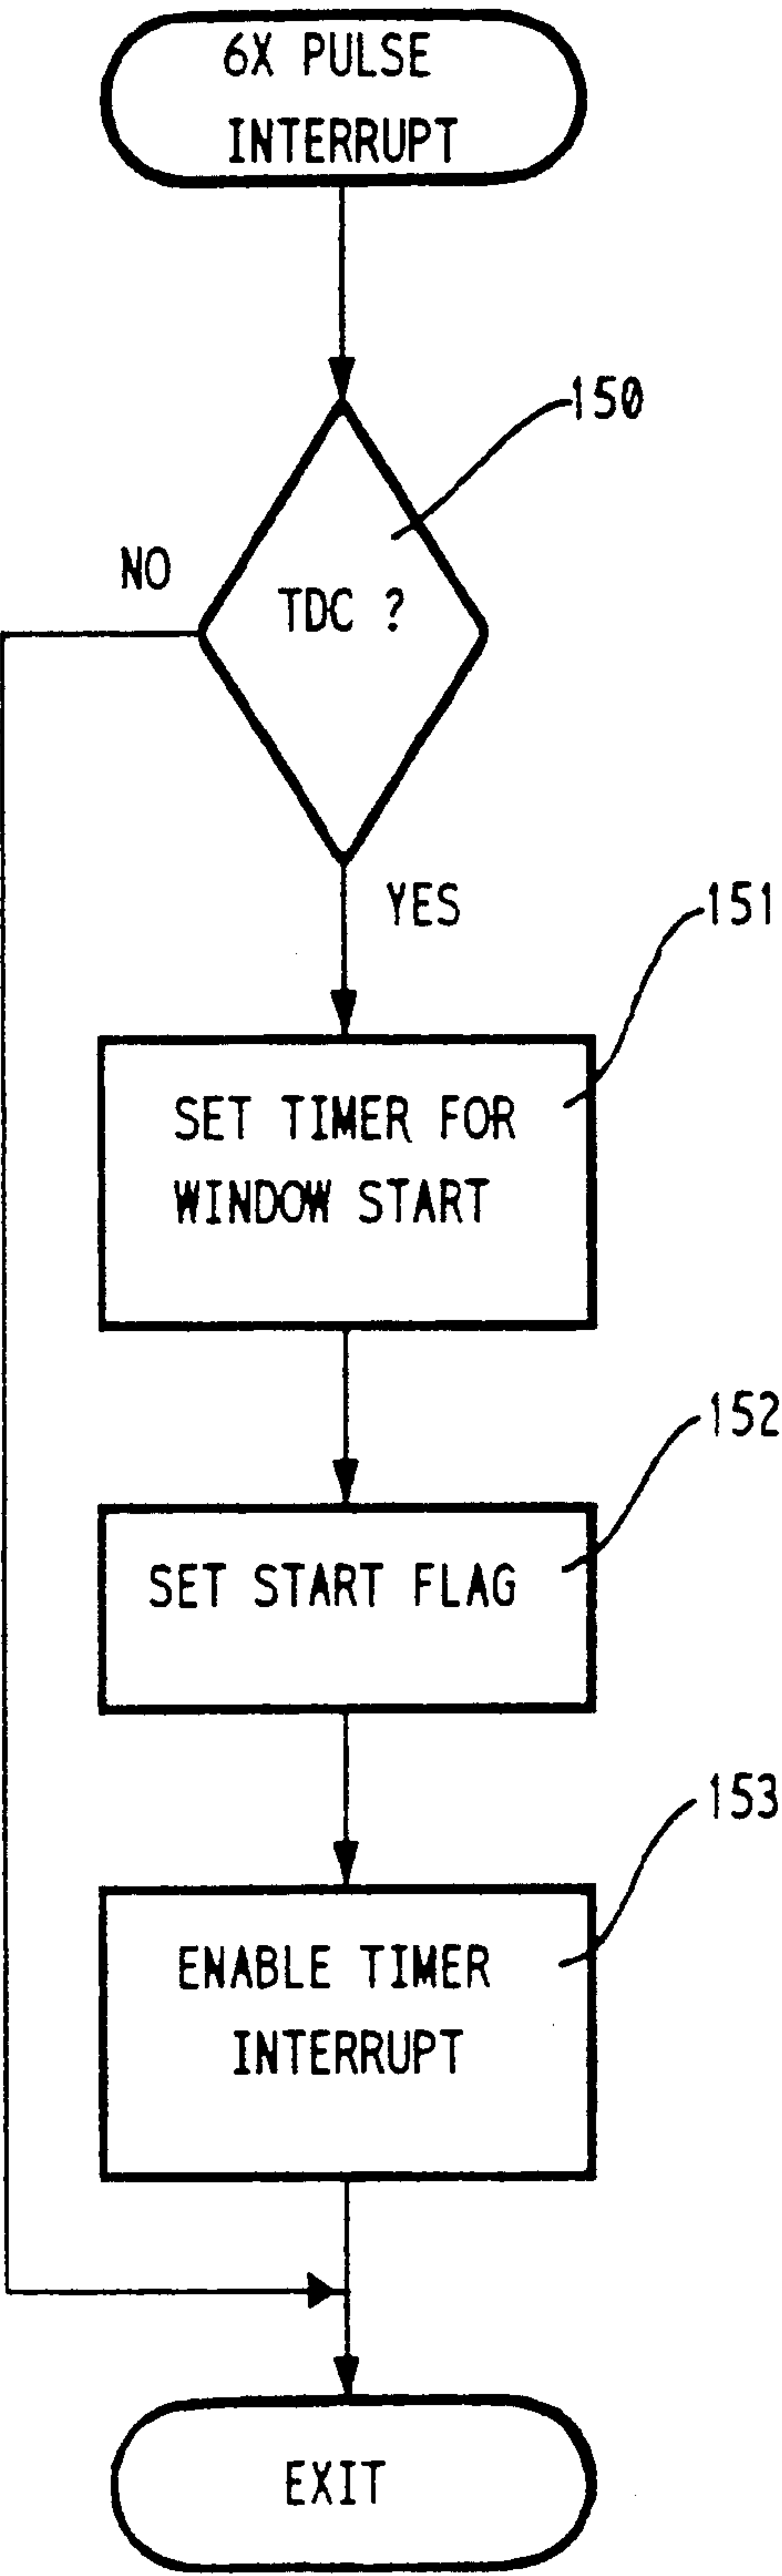 6X PULSE
INTERRUPT
150
NO
TDC ?
YES
151
SET TIMER FOR
WINDOW START
152
SET START FLAG
153
ENABLE TIMER
INTERRUPT
EXIT